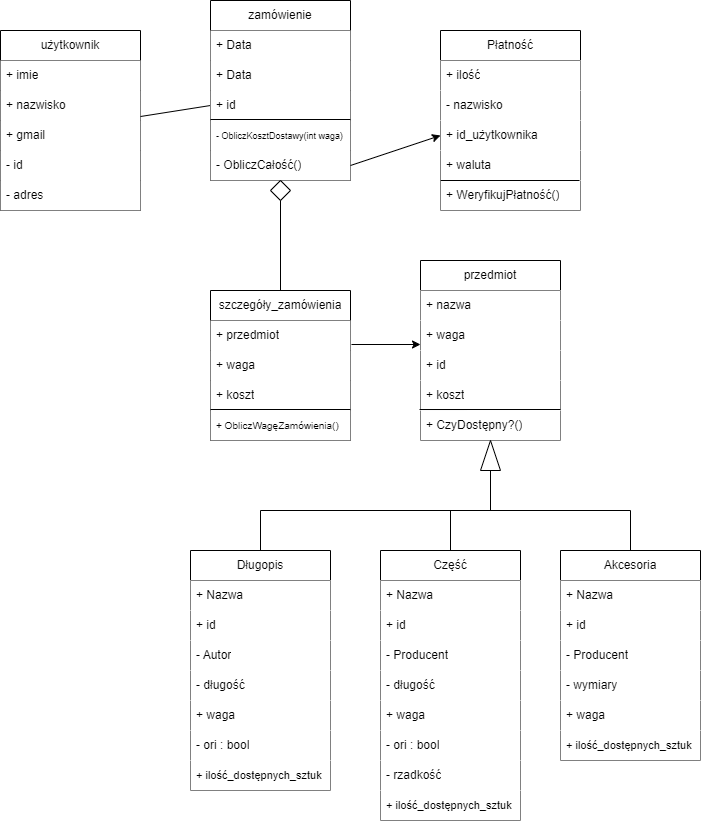 użytkownik
+ imie
+ nazwisko
+ gmail
- id
- adres
zamówienie
+ Data
+ Data
+ id
- ObliczKosztDostawy(int waga)
- ObliczCałość()
Płatność
+ ilość
- nazwisko
+ id_użytkownika
+ waluta
+ WeryfikujPłatność()
szczegóły_zamówienia
+ przedmiot
+ waga
+ koszt
+ ObliczWagęZamówienia()
przedmiot
+ nazwa
+ waga
+ id
+ koszt
+ CzyDostępny?()
Długopis
+ Nazwa
+ id
- Autor
- długość
+ waga
- ori : bool
+ ilość_dostępnych_sztuk
Część
+ Nazwa
+ id
- Producent
- długość
+ waga
- ori : bool
- rzadkość
+ ilość_dostępnych_sztuk
Akcesoria
+ Nazwa
+ id
- Producent
- wymiary
+ waga
+ ilość_dostępnych_sztuk